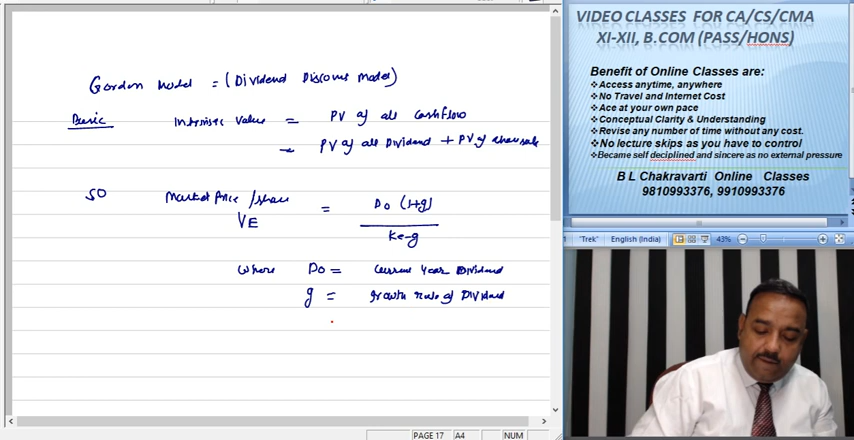 Gordon Model = (Dividend Discount Model)
Basic Intrinsic Value = PV of all Cashflow
= PV of all Dividend + PV of
SO Market Price / share = D0 (1+g)
VE Ke-g
where D0 = Current Year Dividend
g = growth rate of Dividend
PAGE 17 A4 NUM
VIDEO CLASSES FOR CA/CS/CMA
XI-XII, B.COM (PASS/HONS)
Benefit of Online Classes are:
❖Access anytime, anywhere
❖No Travel and Internet Cost
❖Ace at your own pace
❖Conceptual Clarity & Understanding
❖Revise any number of time without any cost.
❖No lecture skips as you have to control
❖Became self deciplined and sincere as no external pressure
B L Chakravarti Online Classes
9810993376, 9910993376
"Trek" English (India) 43%